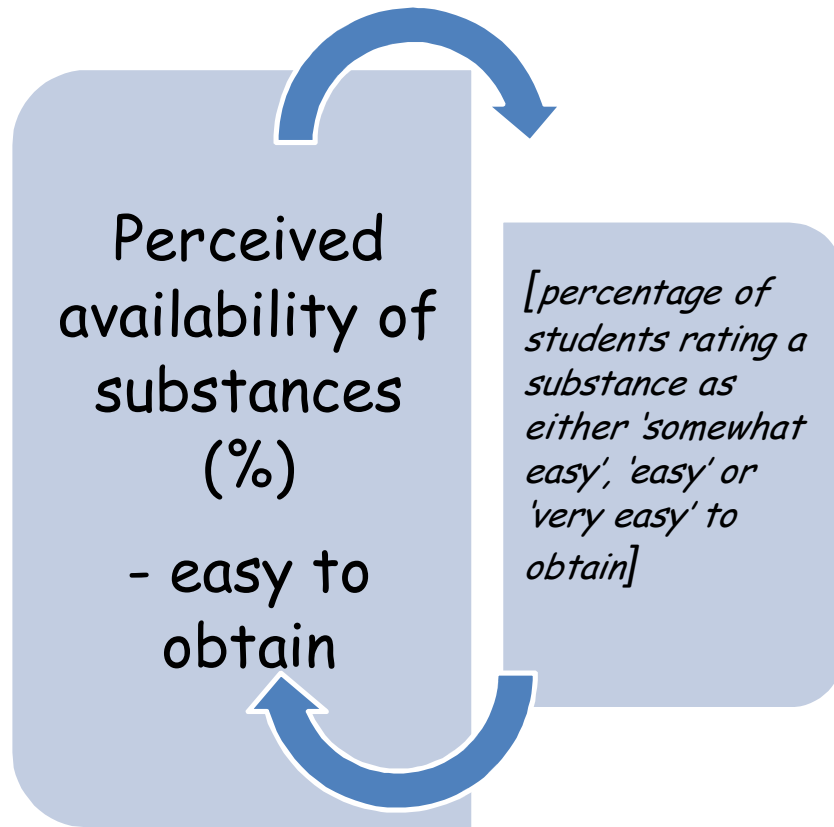 Perceived
availability of
substances
(%)
- easy to
obtain
[percentage of
students rating a
substance as
either ‘somewhat
easy’, ‘easy’ or
‘very easy’ to
obtain]